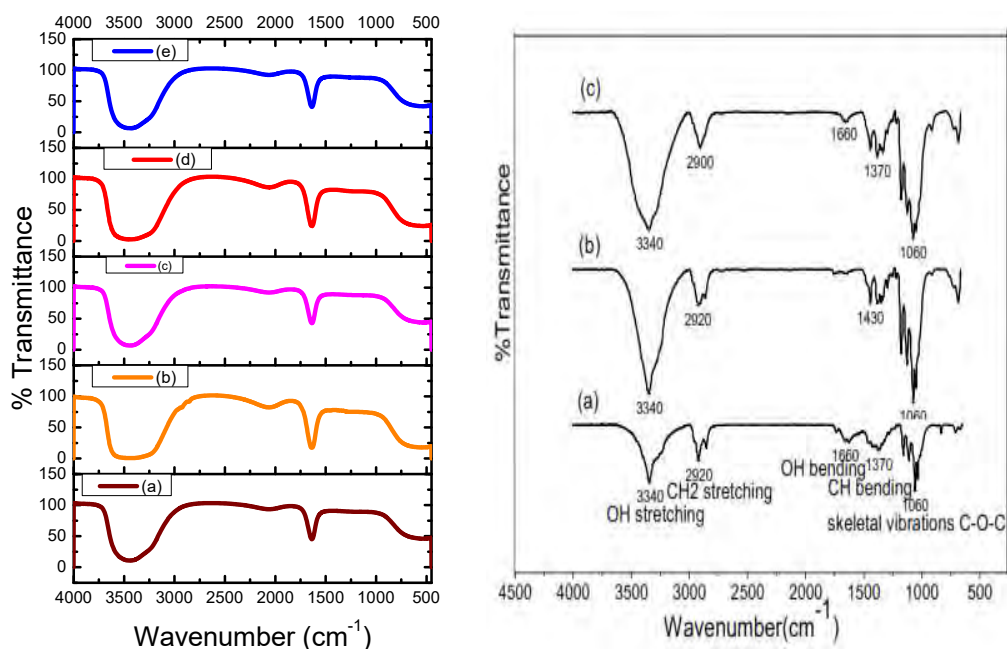 4000 3500 3000 2500 2000 1500 1000 500
% Transmittance
150
100
50
0
(e)
150
100
50
0
(d)
150
100
50
0
(c)
150
100
50
0
(b)
150
100
50
0
(a)
4000 3500 3000 2500 2000 1500 1000 500
Wavenumber (cm-1)
%Transmittance
(c)
2900
1660
1370
3340
1060
(b)
2920
1430
3340
1060
(a)
1660
1370
2920
3340
1060
OH bending
CH2 stretching
CH bending
OH stretching
skeletal vibrations C-O-C
4500 4000 3500 3000 2500 2000 1500 1000 500
Wavenumber(cm-1)